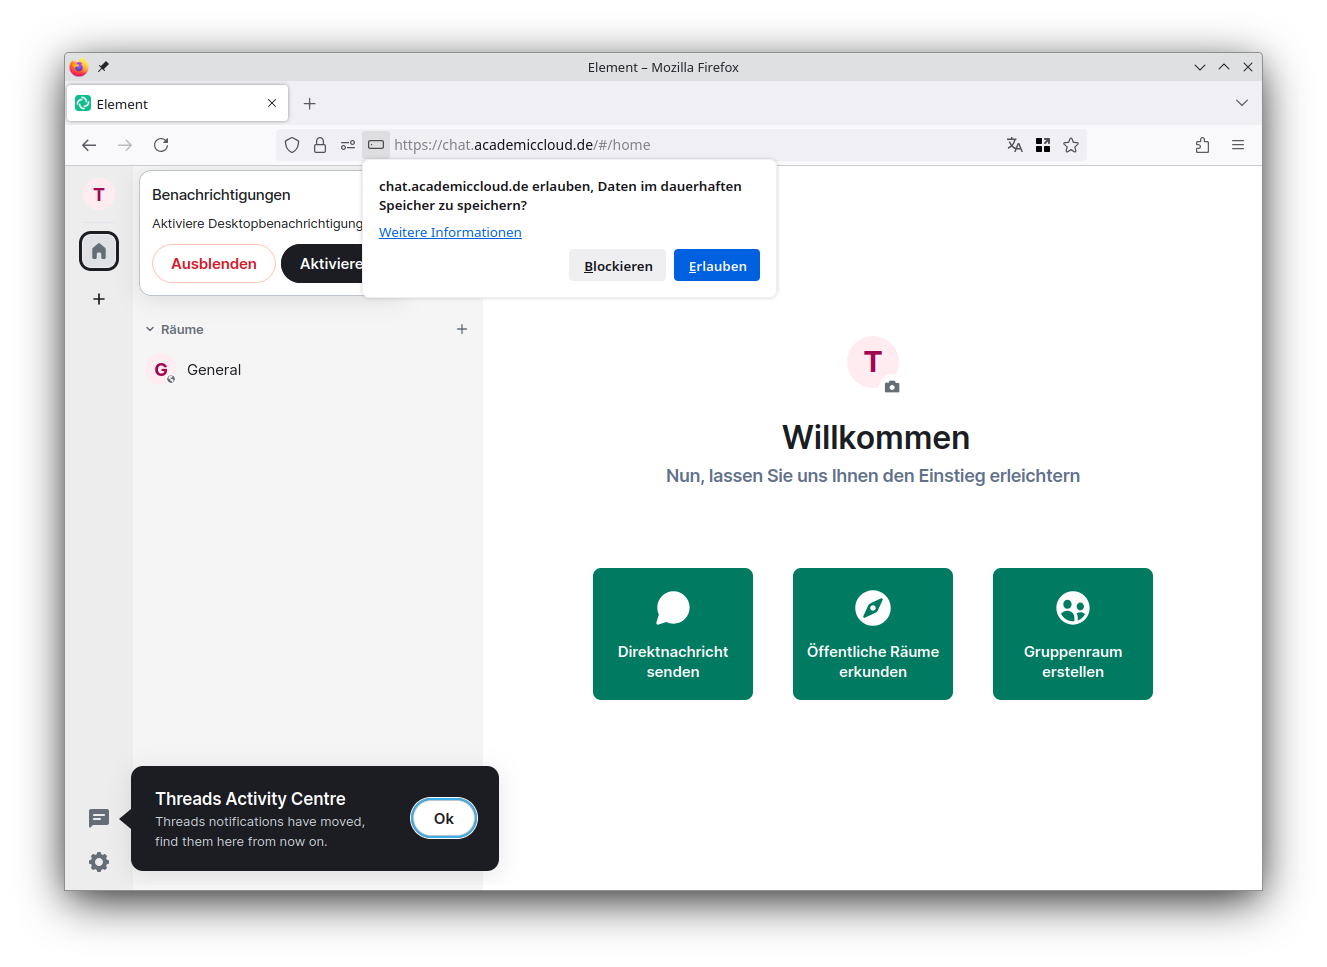 Element – Mozilla Firefox
Element
https://chat.academiccloud.de/#/home
T
Benachrichtigungen
Aktiviere Desktopbenachrichtigung
Ausblenden
Aktiviere
chat.academiccloud.de erlauben, Daten im dauerhaften
Speicher zu speichern?
Weitere Informationen
Blockieren
Erlauben
Räume
G
General
T
Willkommen
Nun, lassen Sie uns Ihnen den Einstieg erleichtern
Direktnachricht
senden
Öffentliche Räume
erkunden
Gruppenraum
erstellen
Threads Activity Centre
Threads notifications have moved,
find them here from now on.
Ok